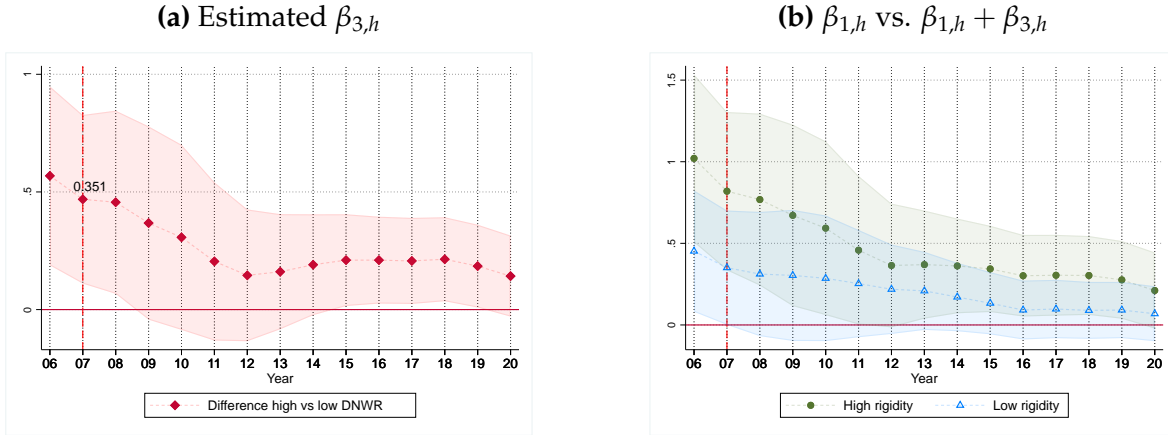 (a) Estimated β3,h
1
.5
0
0.351
06 07 08 09 10 11 12 13 14 15 16 17 18 19 20
Year
Difference high vs low DNWR
(b) β1,h vs. β1,h + β3,h
1.5
1
.5
0
06 07 08 09 10 11 12 13 14 15 16 17 18 19 20
Year
High rigidity Low rigidity